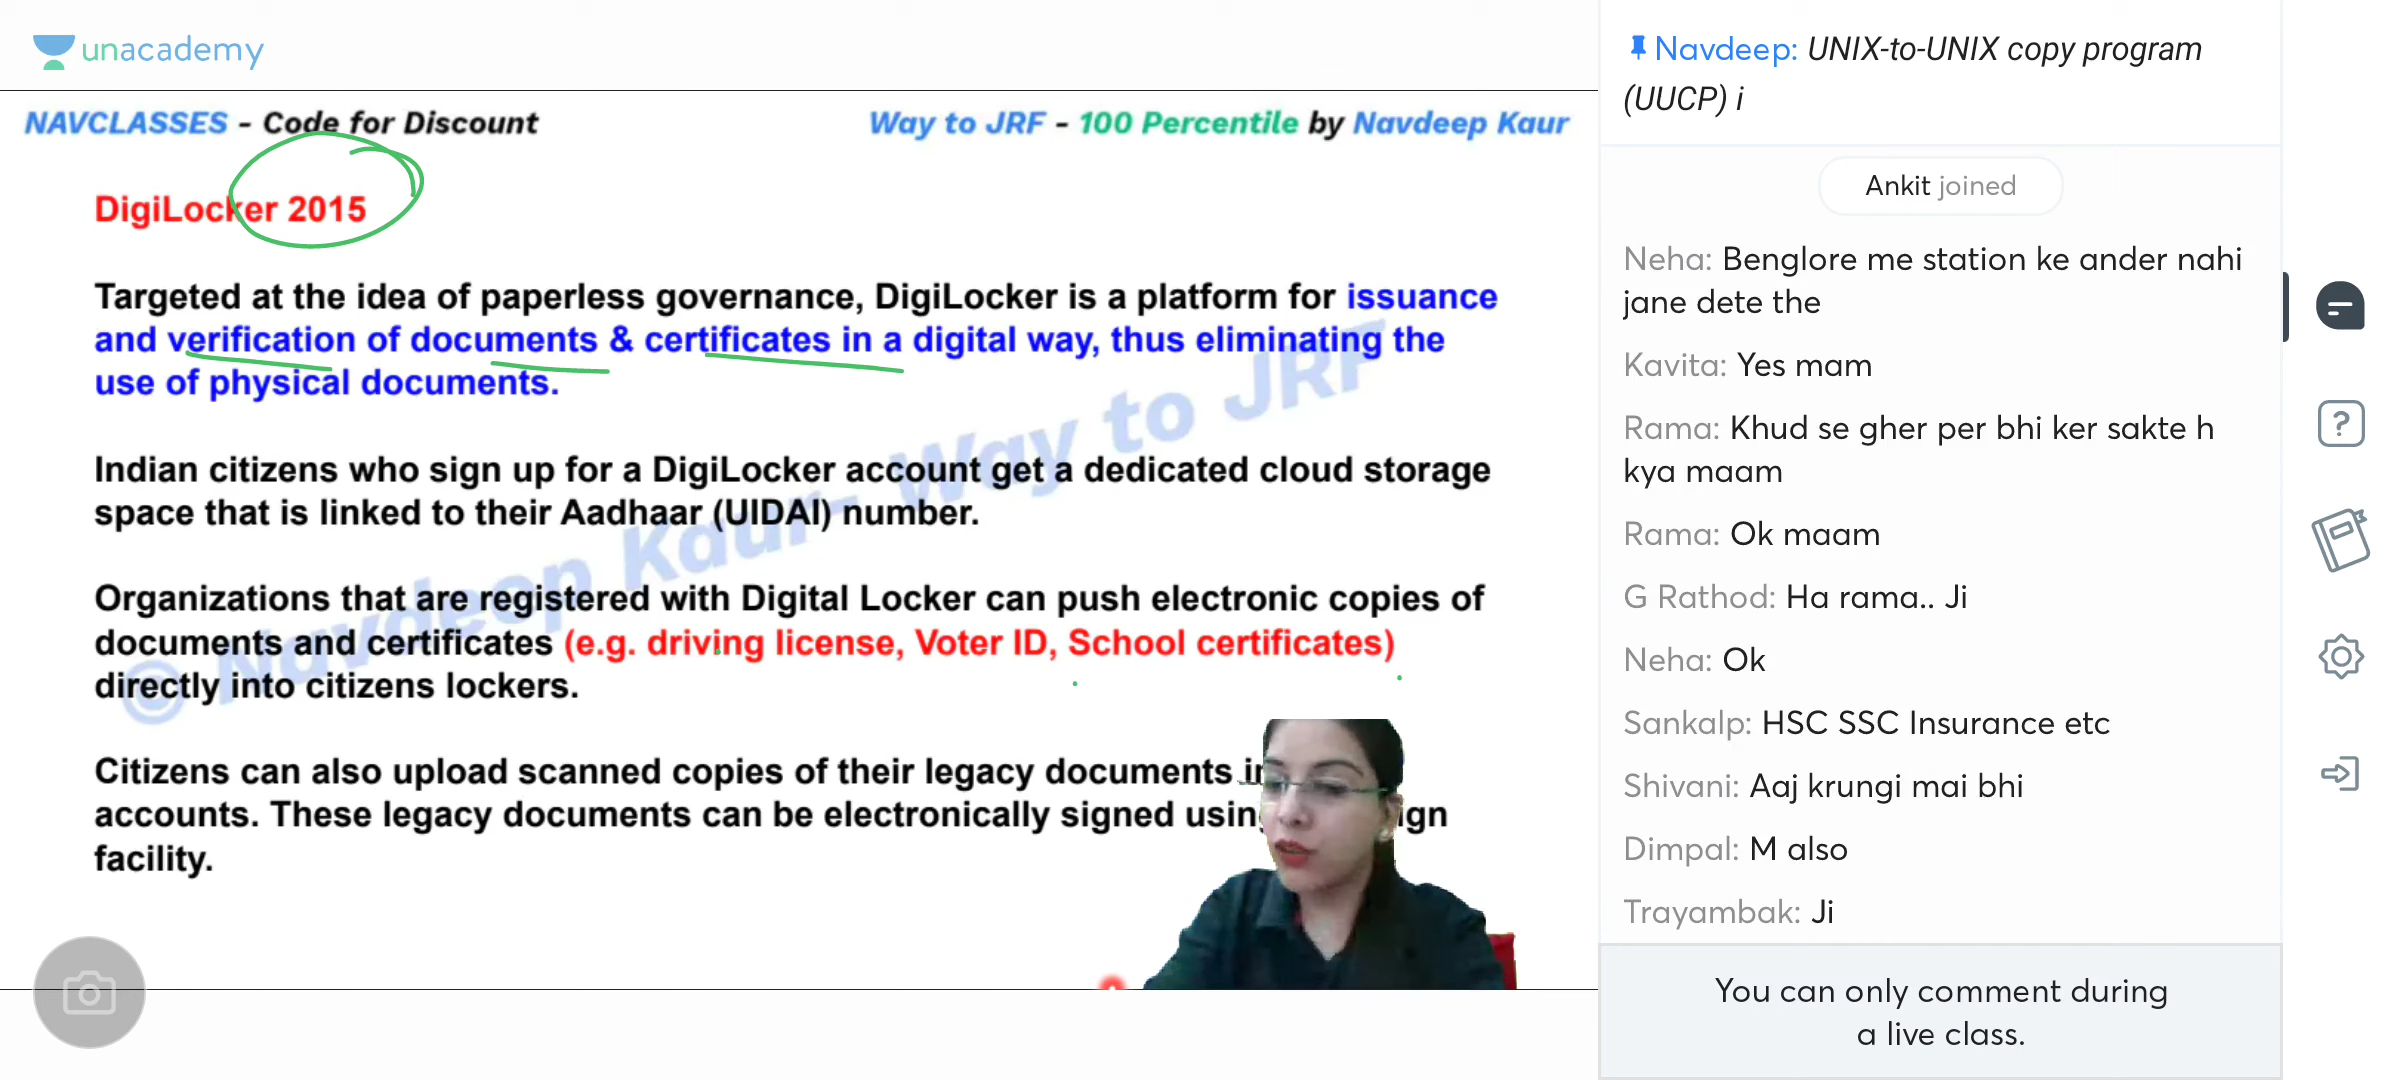 unacademy
NAVCLASSES - Code for Discount
Way to JRF - 100 Percentile by Navdeep Kaur
DigiLocker 2015
Targeted at the idea of paperless governance, DigiLocker is a platform for issuance
and verification of documents & certificates in a digital way, thus eliminating the
use of physical documents.
Indian citizens who sign up for a DigiLocker account get a dedicated cloud storage
space that is linked to their Aadhaar (UIDAI) number.
Organizations that are registered with Digital Locker can push electronic copies of
documents and certificates (e.g. driving license, Voter ID, School certificates)
directly into citizens lockers.
Citizens can also upload scanned copies of their legacy documents
accounts. These legacy documents can be electronically signed
facility.
© Navdeep Kaur- Way to JRF
Navdeep: UNIX-to-UNIX copy program
(UUCP) i
Ankit joined
Neha: Benglore me station ke ander nahi
jane dete the
Kavita: Yes mam
Rama: Khud se gher per bhi ker sakte h
kya maam
Rama: Ok maam
G Rathod: Ha rama.. Ji
Neha: Ok
Sankalp: HSC SSC Insurance etc
Shivani: Aaj krungi mai bhi
Dimpal: M also
Trayambak: Ji
You can only comment during
a live class.